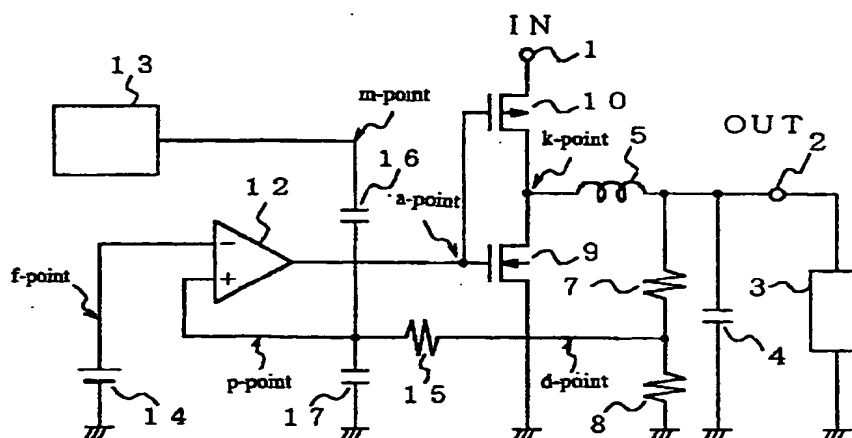 IN
1
13
m-point
10
OUT
k-point
5
2
16
12
a-point
9
f-point
7
3
p-point
d-point
4
14
17
15
8